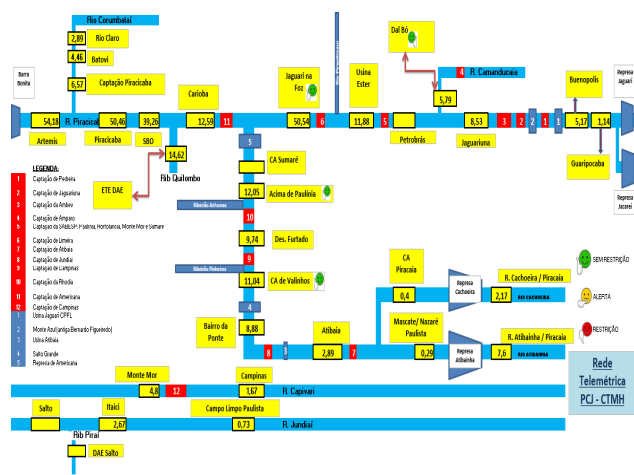 Rio Corumbataí
2,89
Rio Claro
4,46
Batovi
6,57
Captação Piracicaba
Barra
Bonita
54,18
R. Piracicaba
50,46
39,26
Artemis
Piracicaba
SBO
Carioba
12,59
11
Jaguari na
Foz
50,54
6
Usina
Ester
11,88
5
Dal Bó
4
R. Camanducaia
5,79
Petrobrás
8,53
Jaguariuna
3
2
2
1
1
Buenopolis
5,17
1,14
Guaripocaba
Represa
Jaguari
Represa
Jacareí
14,62
Rib Quilombo
ETE DAE
5
CA Sumaré
12,05
Acima de Paulínia
10
9,74
Des. Furtado
9
Ribeirão Pinheiros
11,04
CA de Valinhos
4
8,88
Bairro da
Ponte
8
3
Atibaia
2,89
7
CA
Piracaia
0,4
Represa
Cachoeira
R. Cachoeira / Piracaia
2,17
RIO CACHOEIRA
Mascate/ Nazaré
Paulista
0,29
Represa
Atibainha
R. Atibainha / Piracaia
7,6
RIO ATIBAINHA
SEM RESTRIÇÃO
ALERTA
RESTRIÇÃO
LEGENDA:
1 Captação de Pedreira
2 Captação de Jaguariuna
3 Captação da Ambev
4 Captação de Amparo
5 Captação da SABESP. Paulínia, Hortolancia, Monte Mor e Sumaré
6 Captação de Limeira
7 Captação de Atibaia
8 Captação de Jundiaí
9 Captação de Campinas
10 Captação da Rhodia
11 Captação de Americana
12 Captação de Campinas
1 Usina Jaguari CPFL
2 Monte Azul (antiga Bernardo Figueiredo)
3 Usina Atibaia
4 Salto Grande
5 Represa de Americana
Monte Mor
4,8
12
Campinas
1,67
R. Capivari
Salto
Itaici
2,67
Campo Limpo Paulista
0,73
R. Jundiaí
Rib Piraí
DAE Salto
Rede
Telemétrica
PCJ - CTMH